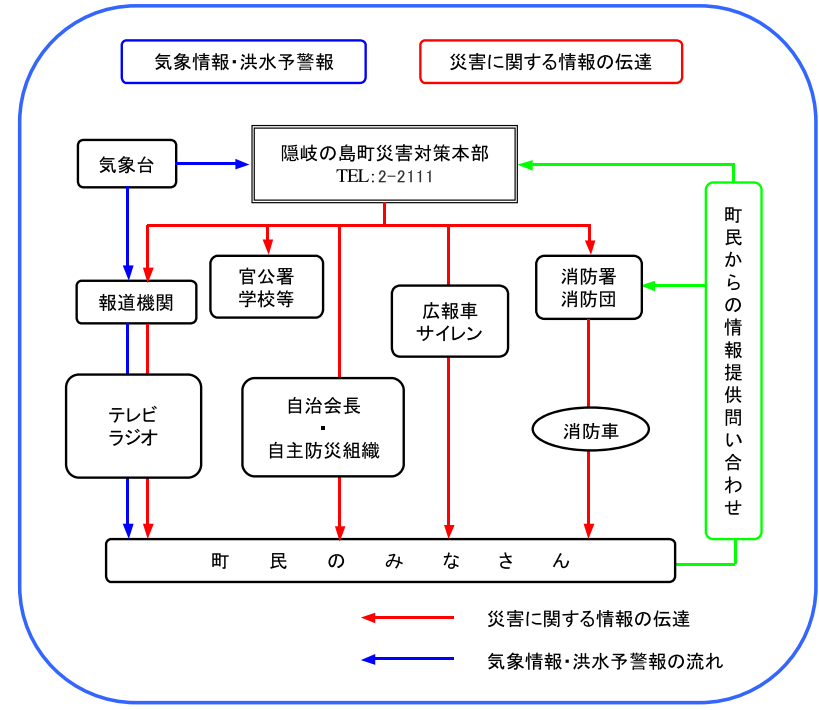 気象情報・洪水予警報
災害に関する情報の伝達
気象台
隠岐の島町災害対策本部
TEL:2-2111
町民からの情報提供問い合わせ
報道機関
官公署
学校等
広報車
サイレン
消防署
消防団
テレビ
ラジオ
自治会長
・
自主防災組織
消防車
町民のみなさん
災害に関する情報の伝達
気象情報・洪水予警報の流れ